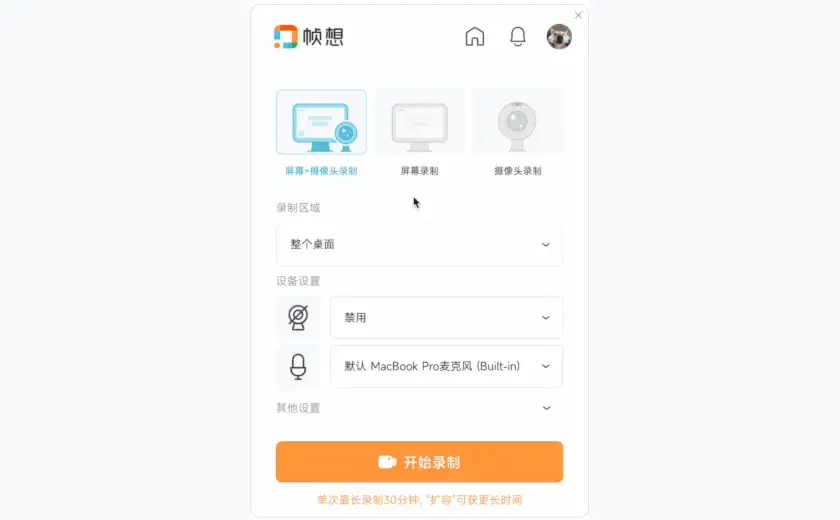 帧想
屏幕+摄像头录制
屏幕录制
摄像头录制
录制区域
整个桌面
设备设置
禁用
默认 MacBook Pro麦克风 (Built-in)
其他设置
开始录制
单次最长录制30分钟, "扩容"可获更长时间